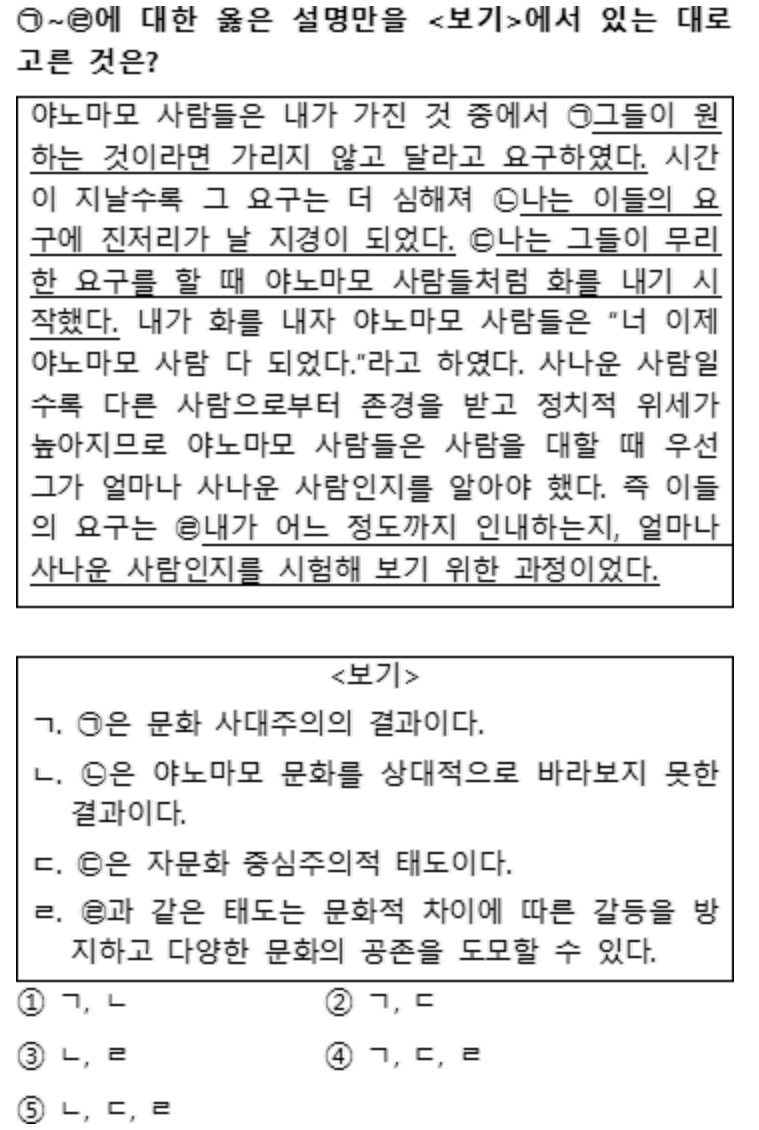 ㉠~㉣에 대한 옳은 설명만을 <보기>에서 있는 대로
고른 것은?
야노마모 사람들은 내가 가진 것 중에서 ㉠그들이 원
하는 것이라면 가리지 않고 달라고 요구하였다. 시간
이 지날수록 그 요구는 더 심해져 ㉡나는 이들의 요
구에 진저리가 날 지경이 되었다. ㉢나는 그들이 무리
한 요구를 할 때 야노마모 사람들처럼 화를 내기 시
작했다. 내가 화를 내자 야노마모 사람들은 “너 이제
야노마모 사람 다 되었다.”라고 하였다. 사나운 사람일
수록 다른 사람으로부터 존경을 받고 정치적 위세가
높아지므로 야노마모 사람들은 사람을 대할 때 우선
그가 얼마나 사나운 사람인지를 알아야 했다. 즉 이들
의 요구는 ㉣내가 어느 정도까지 인내하는지, 얼마나
사나운 사람인지를 시험해 보기 위한 과정이었다.
<보기>
ㄱ. ㉠은 문화 사대주의의 결과이다.
ㄴ. ㉡은 야노마모 문화를 상대적으로 바라보지 못한
결과이다.
ㄷ. ㉢은 자문화 중심주의적 태도이다.
ㄹ. ㉣과 같은 태도는 문화적 차이에 따른 갈등을 방
지하고 다양한 문화의 공존을 도모할 수 있다.
① ㄱ, ㄴ ② ㄱ, ㄷ
③ ㄴ, ㄹ ④ ㄱ, ㄷ, ㄹ
⑤ ㄴ, ㄷ, ㄹ